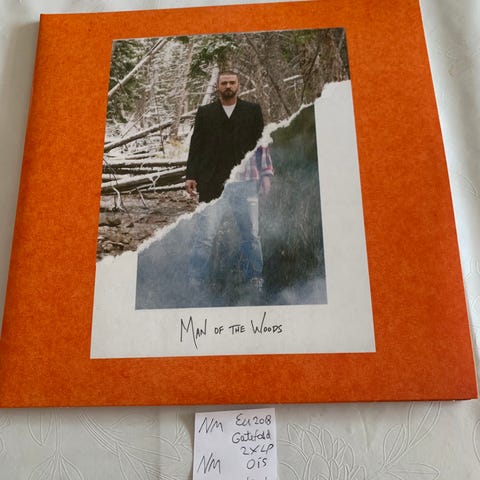 Man of the Woods
NM Eu 2018
Gatefold
2XLP
NM OiS